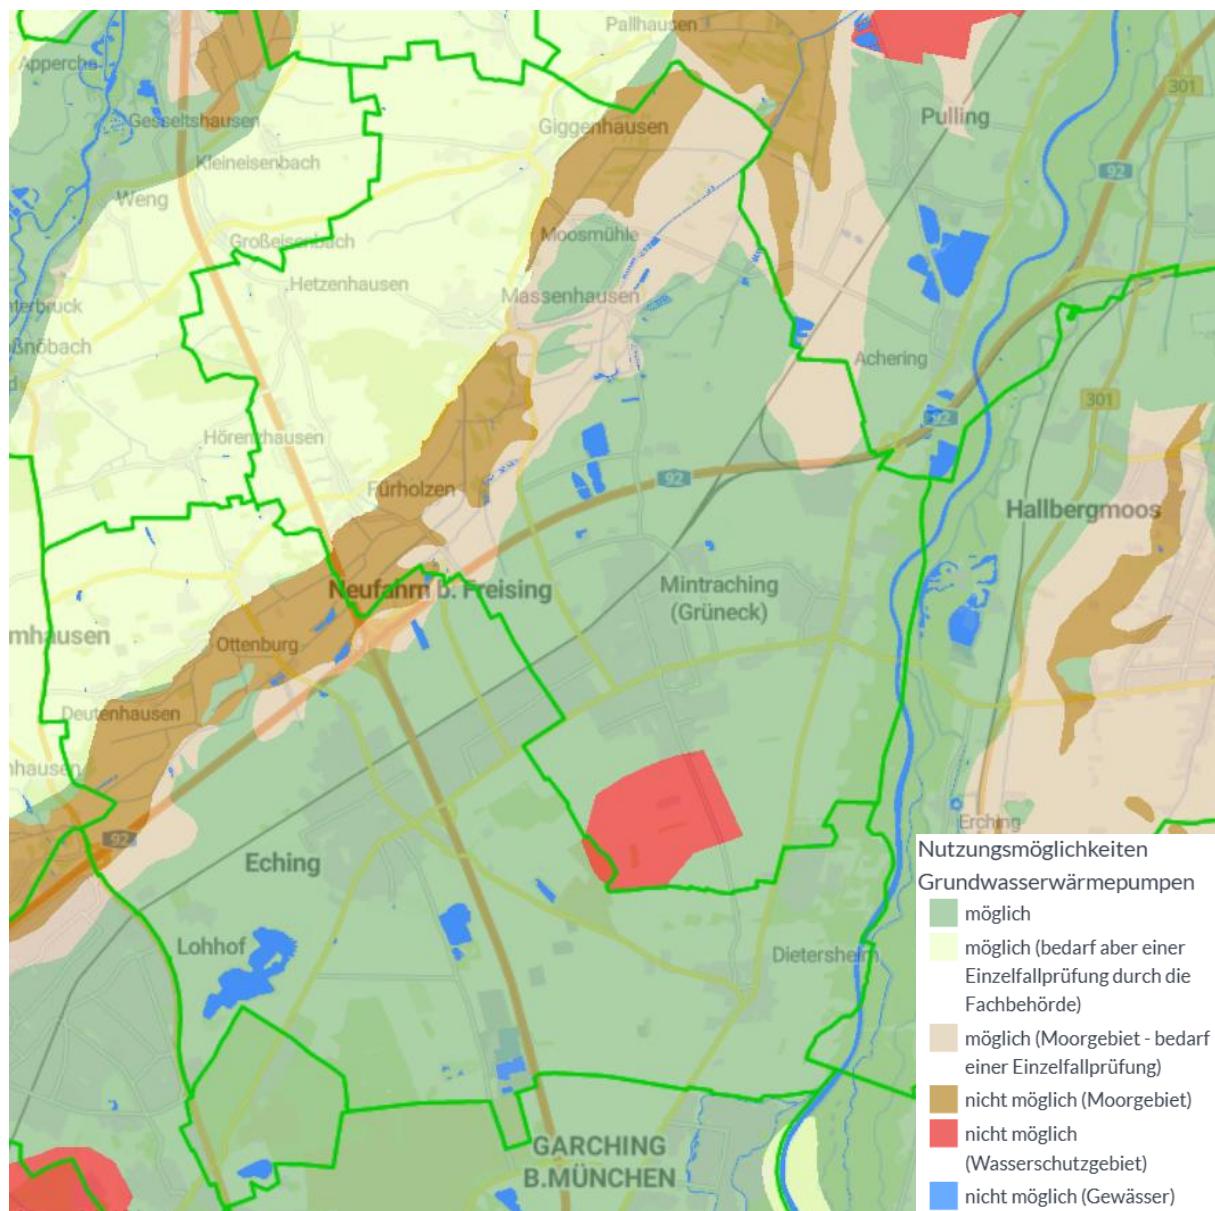 Pallhausen
Gesseltshausen
Giggenhausen
Pulling
301
Kleineisenbach
92
Weng
Großeisenbach
Moosmühle
Hetzenhausen
Massenhausen
Achering
301
92
Hörenzhausen
Fürholzen
92
Hallbergmoos
Neufahrn b. Freising
Mintraching
(Grüneck)
Ottenburg
Deutenhausen
92
Erching
Eching
Lohhof
Dietersheim
GARCHING
B.MÜNCHEN
Nutzungsmöglichkeiten
Grundwasserwärmepumpen
möglich
möglich (bedarf aber einer
Einzelfallprüfung durch die
Fachbehörde)
möglich (Moorgebiet - bedarf
einer Einzelfallprüfung)
nicht möglich (Moorgebiet)
nicht möglich
(Wasserschutzgebiet)
nicht möglich (Gewässer)